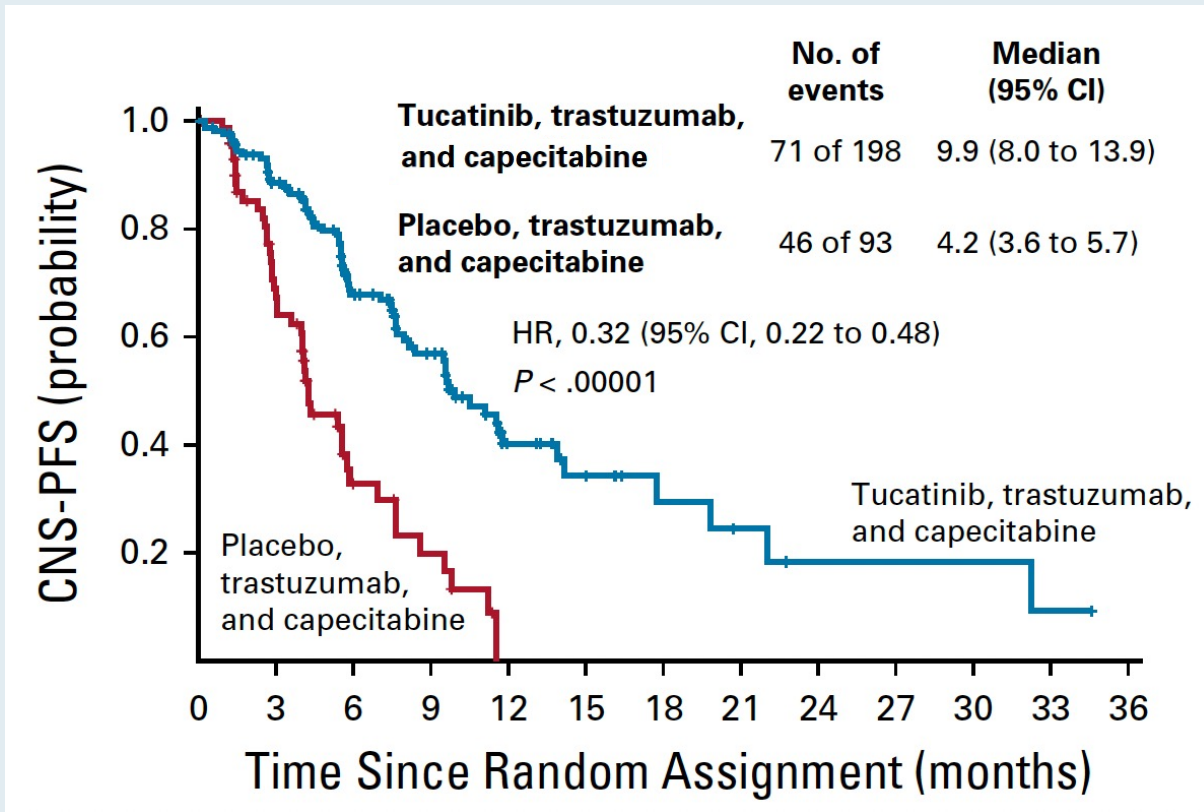 No. of
events
Median
(95% CI)
Tucatinib, trastuzumab,
and capecitabine
71 of 198
9.9 (8.0 to 13.9)
Placebo, trastuzumab,
and capecitabine
46 of 93
4.2 (3.6 to 5.7)
HR, 0.32 (95% CI, 0.22 to 0.48)
P < .00001
CNS-PFS (probability)
1.0
0.8
0.6
0.4
0.2
Tucatinib, trastuzumab,
and capecitabine
Placebo,
trastuzumab,
and capecitabine
0 3 6 9 12 15 18 21 24 27 30 33 36
Time Since Random Assignment (months)